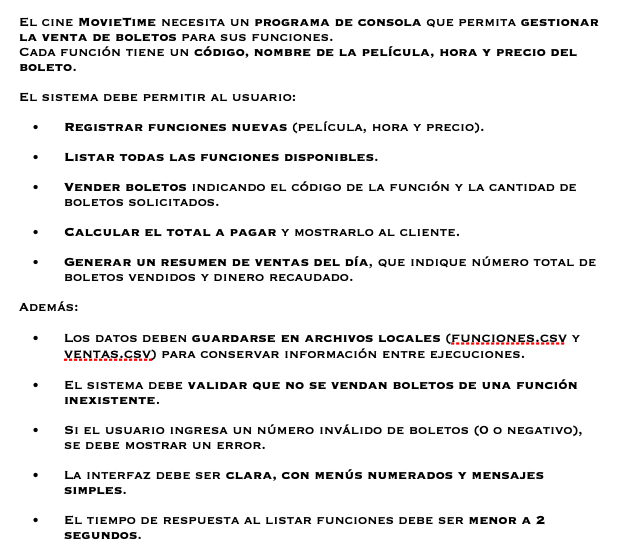 El cine MovieTime necesita un programa de consola que permita gestionar
la venta de boletos para sus funciones.
Cada función tiene un código, nombre de la película, hora y precio del
boleto.
El sistema debe permitir al usuario:
• Registrar funciones nuevas (película, hora y precio).
• Listar todas las funciones disponibles.
• Vender boletos indicando el código de la función y la cantidad de
boletos solicitados.
• Calcular el total a pagar y mostrarlo al cliente.
• Generar un resumen de ventas del día, que indique número total de
boletos vendidos y dinero recaudado.
Además:
• Los datos deben guardarse en archivos locales (funciones.csv y
ventas.csv) para conservar información entre ejecuciones.
• El sistema debe validar que no se vendan boletos de una función
inexistente.
• Si el usuario ingresa un número inválido de boletos (0 o negativo),
se debe mostrar un error.
• La interfaz debe ser clara, con menús numerados y mensajes
simples.
• El tiempo de respuesta al listar funciones debe ser menor a 2
segundos.